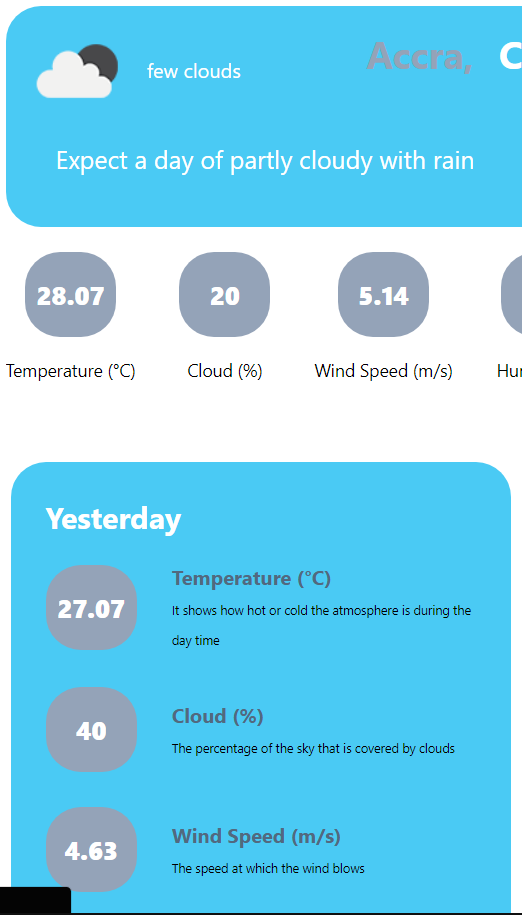 few clouds
Accra,
Expect a day of partly cloudy with rain
28.07
20
5.14
Temperature (°C)
Cloud (%)
Wind Speed (m/s)
Yesterday
27.07
Temperature (°C)
It shows how hot or cold the atmosphere is during the
day time
40
Cloud (%)
The percentage of the sky that is covered by clouds
4.63
Wind Speed (m/s)
The speed at which the wind blows